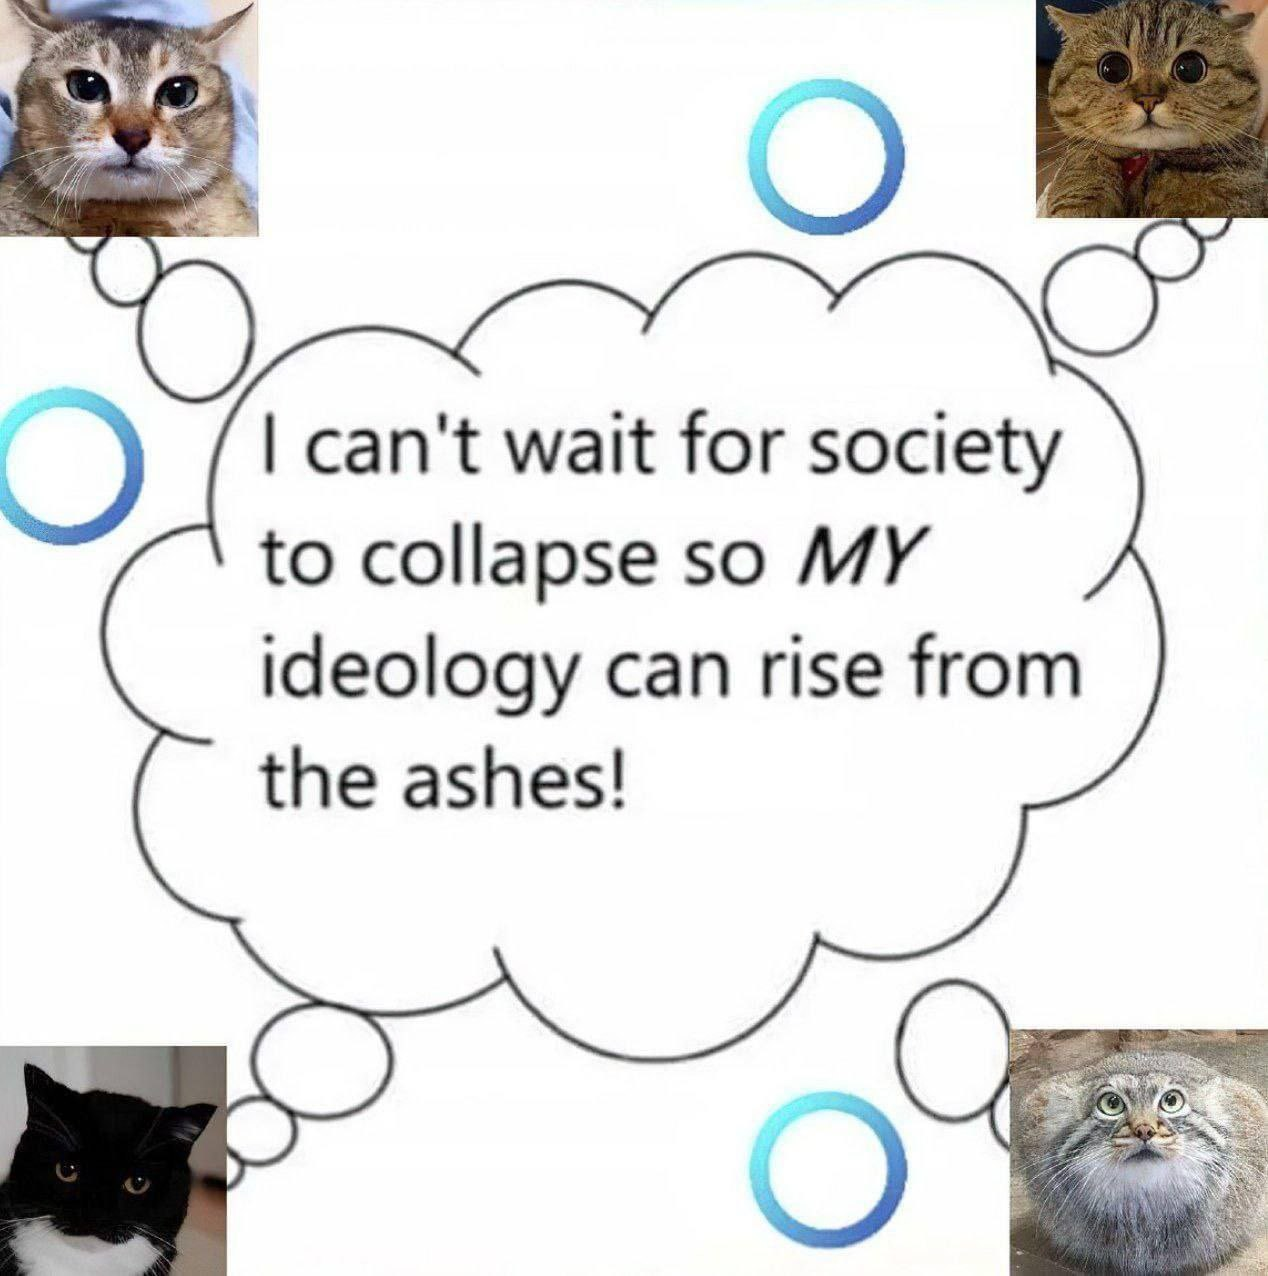 I can't wait for society
to collapse so MY
ideology can rise from
the ashes!